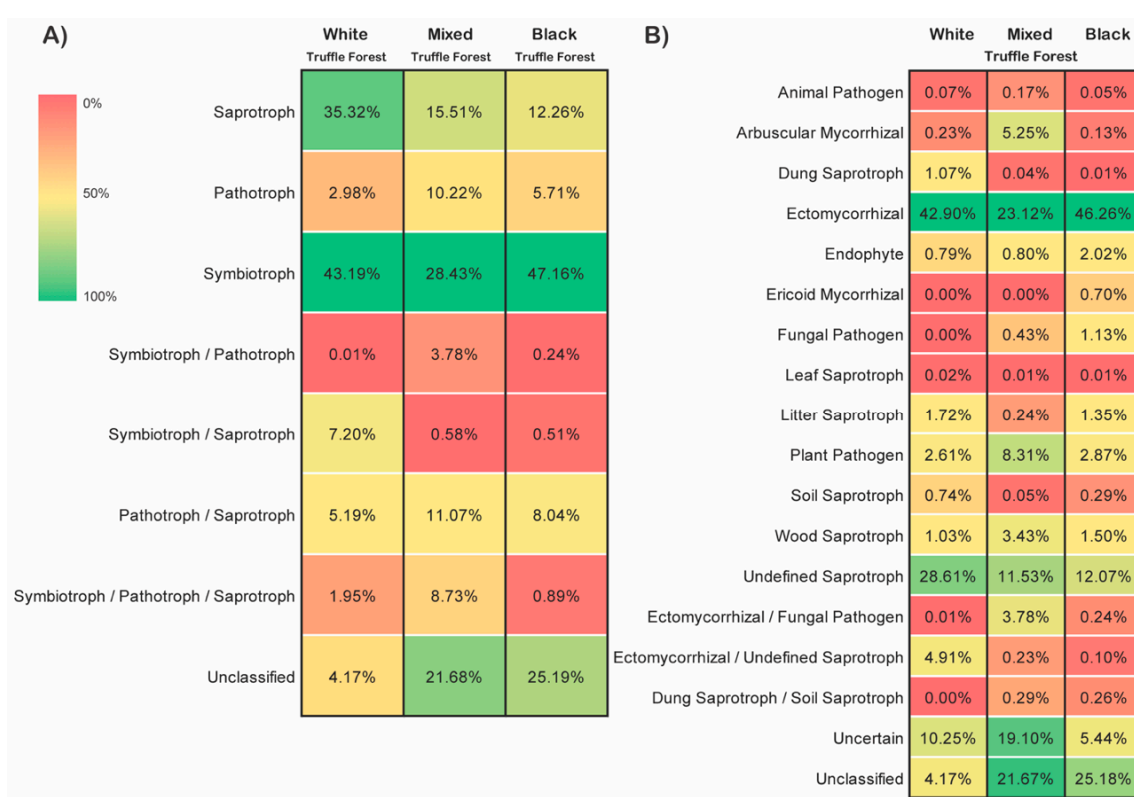 A)
White Mixed Black
Truffle Forest Truffle Forest Truffle Forest
0%
50%
100%
Saprotroph 35.32% 15.51% 12.26%
Pathotroph 2.98% 10.22% 5.71%
Symbiotroph 43.19% 28.43% 47.16%
Symbiotroph / Pathotroph 0.01% 3.78% 0.24%
Symbiotroph / Saprotroph 7.20% 0.58% 0.51%
Pathotroph / Saprotroph 5.19% 11.07% 8.04%
Symbiotroph / Pathotroph / Saprotroph 1.95% 8.73% 0.89%
Unclassified 4.17% 21.68% 25.19%
B)
White Mixed Black
Truffle Forest
Animal Pathogen 0.07% 0.17% 0.05%
Arbuscular Mycorrhizal 0.23% 5.25% 0.13%
Dung Saprotroph 1.07% 0.04% 0.01%
Ectomycorrhizal 42.90% 23.12% 46.26%
Endophyte 0.79% 0.80% 2.02%
Ericoid Mycorrhizal 0.00% 0.00% 0.70%
Fungal Pathogen 0.00% 0.43% 1.13%
Leaf Saprotroph 0.02% 0.01% 0.01%
Litter Saprotroph 1.72% 0.24% 1.35%
Plant Pathogen 2.61% 8.31% 2.87%
Soil Saprotroph 0.74% 0.05% 0.29%
Wood Saprotroph 1.03% 3.43% 1.50%
Undefined Saprotroph 28.61% 11.53% 12.07%
Ectomycorrhizal / Fungal Pathogen 0.01% 3.78% 0.24%
Ectomycorrhizal / Undefined Saprotroph 4.91% 0.23% 0.10%
Dung Saprotroph / Soil Saprotroph 0.00% 0.29% 0.26%
Uncertain 10.25% 19.10% 5.44%
Unclassified 4.17% 21.67% 25.18%